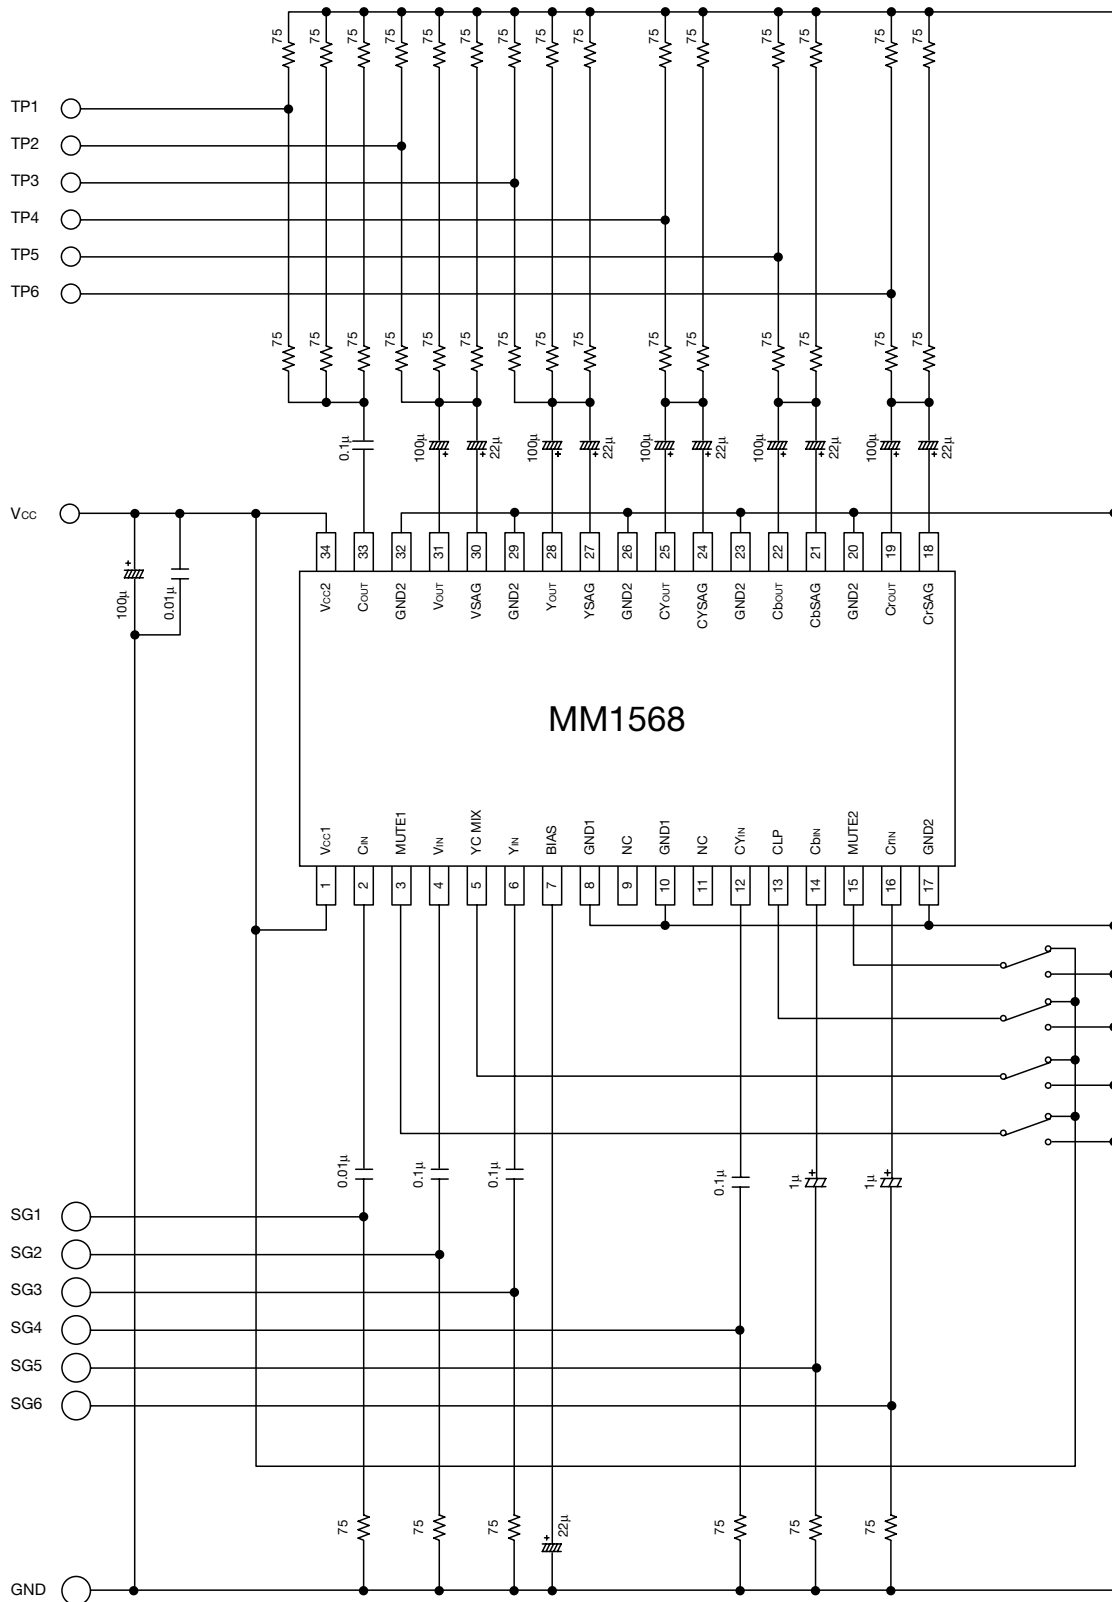 75 75 75 75 75 75 75 75 75 75 75 75 75 75 75
TP1
TP2
TP3
TP4
TP5
TP6
75 75 75 75 75 75 75 75 75 75 75 75 75 75 75
0.1µ 100µ + + 22µ 100µ + + 22µ 100µ + + 22µ 100µ + + 22µ 100µ + + 22µ
VCC
34 33 32 31 30 29 28 27 26 25 24 23 22 21 20 19 18
+ 100µ 0.01µ
VCC2 COUT GND2 VOUT VSAG GND2 YOUT YSAG GND2 CYOUT CYSAG GND2 CbOUT CbSAG GND2 CrOUT CrSAG
MM1568
VCC1 CIN MUTE1 VIN YC MIX YIN BIAS GND1 NC GND1 NC CYIN CLP CbIN MUTE2 CrIN GND2
1 2 3 4 5 6 7 8 9 10 11 12 13 14 15 16 17
0.01µ 0.1µ 0.1µ 0.1µ 1µ + 1µ +
SG1
SG2
SG3
SG4
SG5
SG6
75 75 75 + 22µ 75 75 75
GND